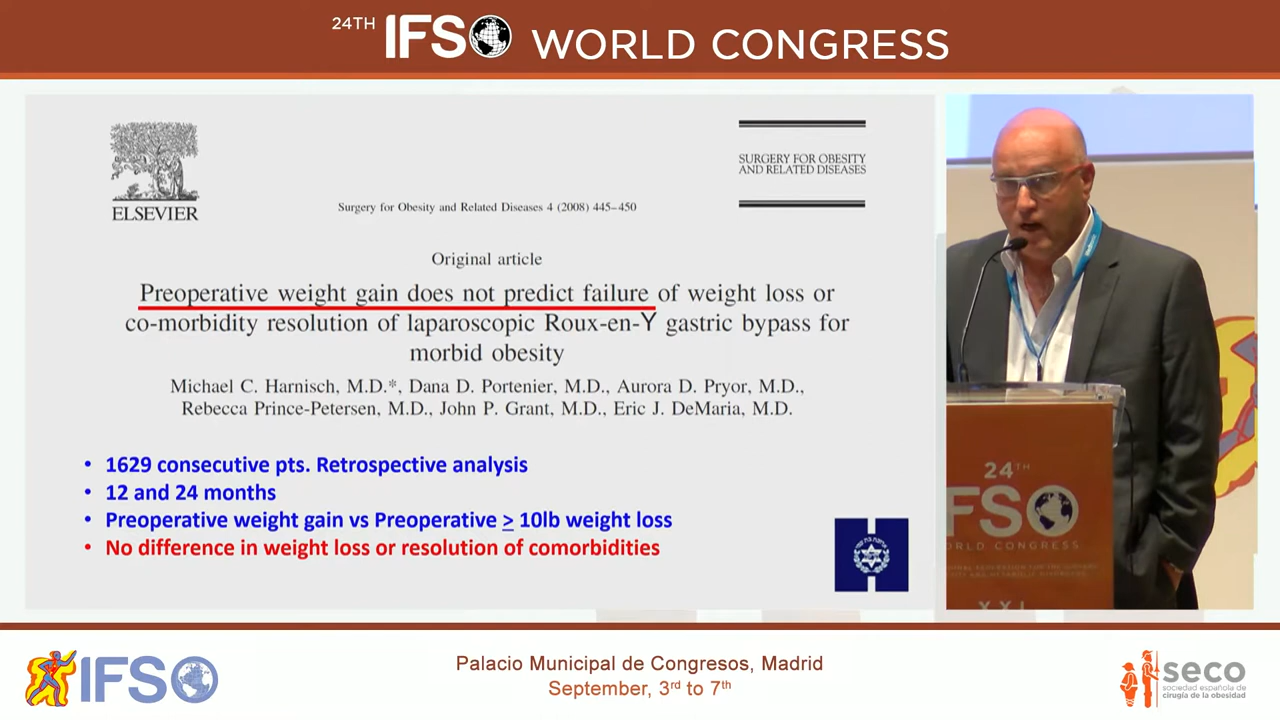 24TH IFSO WORLD CONGRESS
ELSEVIER
SURGERY FOR OBESITY
AND RELATED DISEASES
Surgery for Obesity and Related Diseases 4 (2008) 445–450
Original article
Preoperative weight gain does not predict failure of weight loss or
co-morbidity resolution of laparoscopic Roux-en-Y gastric bypass for
morbid obesity
Michael C. Harnisch, M.D.*, Dana D. Portenier, M.D., Aurora D. Pryor, M.D.,
Rebecca Prince-Petersen, M.D., John P. Grant, M.D., Eric J. DeMaria, M.D.
• 1629 consecutive pts. Retrospective analysis
• 12 and 24 months
• Preoperative weight gain vs Preoperative ≥ 10lb weight loss
• No difference in weight loss or resolution of comorbidities
24TH
IFSO
WORLD CONGRESS
XXI
IFSO
Palacio Municipal de Congresos, Madrid
September, 3rd to 7th
seco
sociedad española de
cirugía de la obesidad